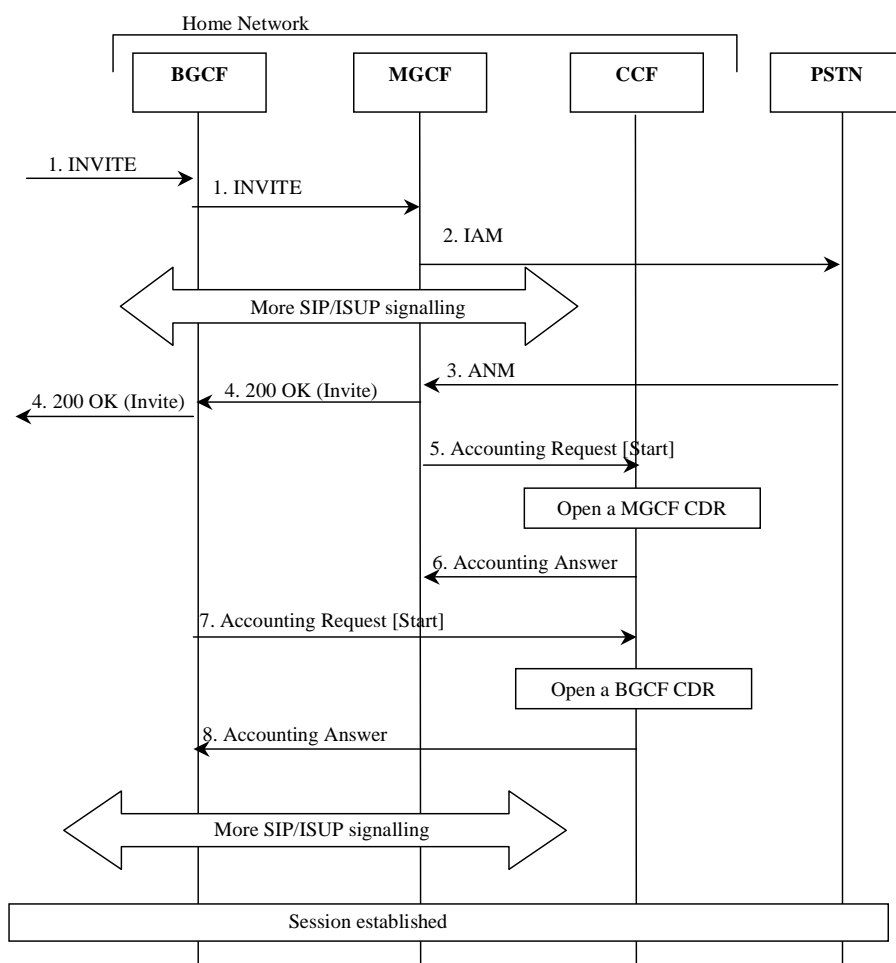 Home Network
BGCF
MGCF
CCF
PSTN
1. INVITE
1. INVITE
2. IAM
More SIP/ISUP signalling
3. ANM
4. 200 OK (Invite)
4. 200 OK (Invite)
5. Accounting Request [Start]
Open a MGCF CDR
6. Accounting Answer
7. Accounting Request [Start]
Open a BGCF CDR
8. Accounting Answer
More SIP/ISUP signalling
Session established